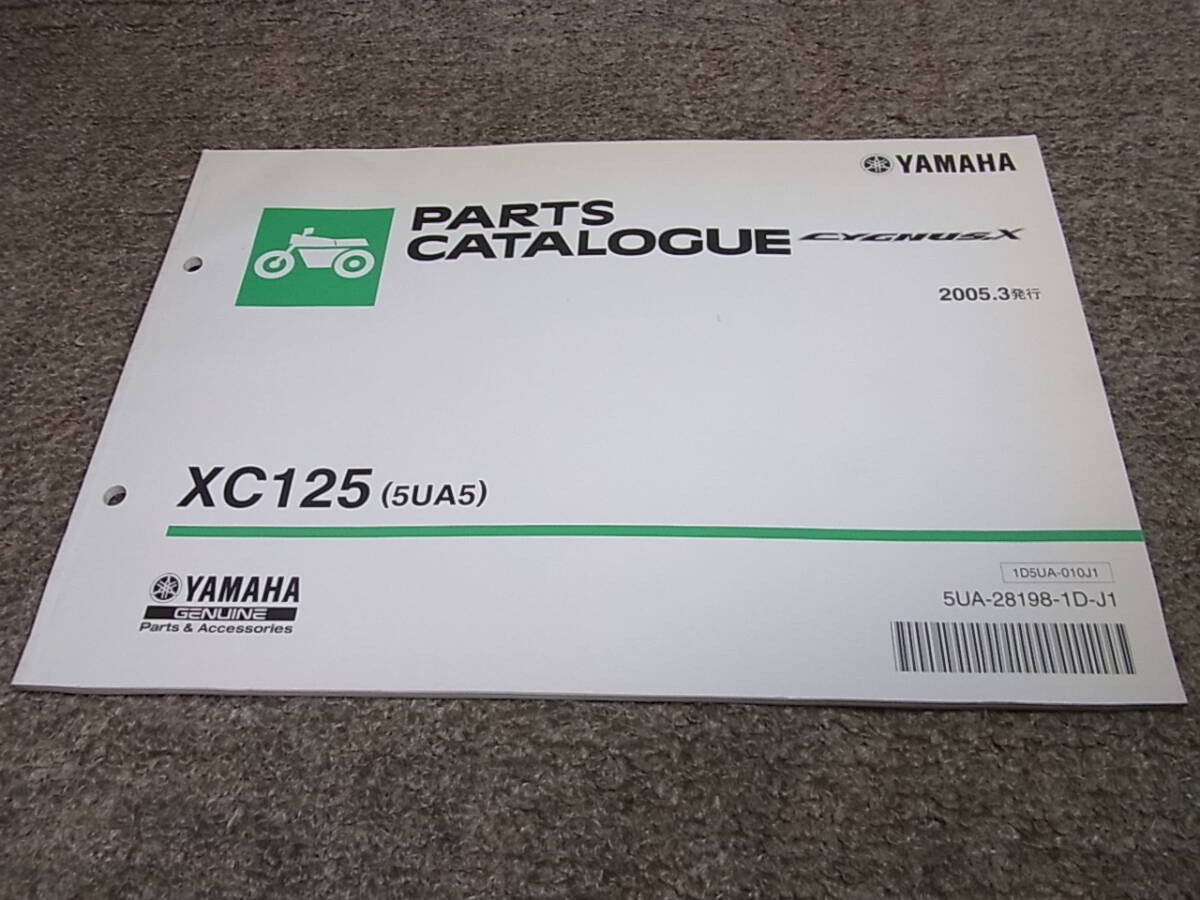 YAMAHA
PARTS
CATALOGUE CYGNUS.X
2005.3発行
XC125 (5UA5)
YAMAHA
GENUINE
Parts & Accessories
1D5UA-010J1
5UA-28198-1D-J1